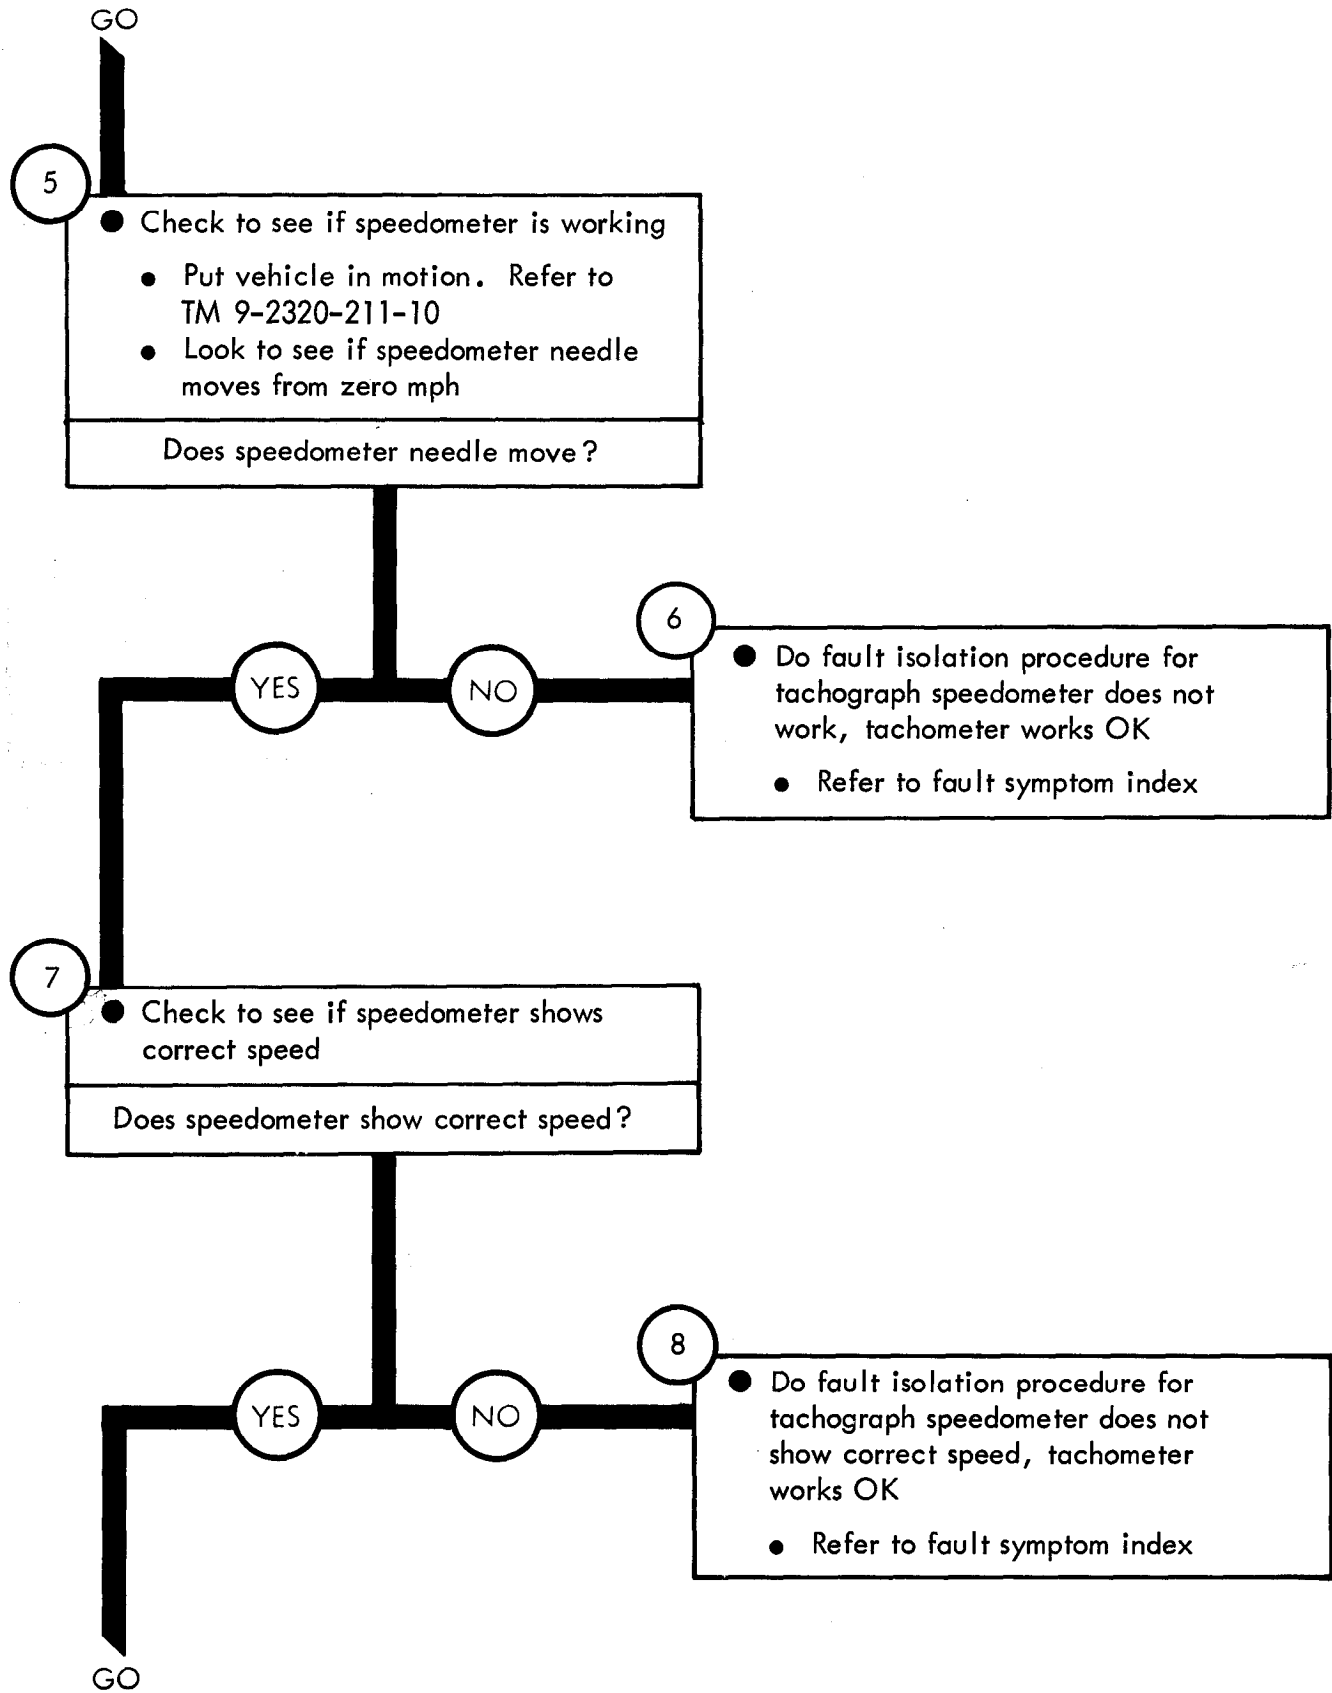 GO
5
● Check to see if speedometer is working
● Put vehicle in motion. Refer to
TM 9-2320-211-10
● Look to see if speedometer needle
moves from zero mph
Does speedometer needle move?
YES
NO
6
● Do fault isolation procedure for
tachograph speedometer does not
work, tachometer works OK
● Refer to fault symptom index
7
● Check to see if speedometer shows
correct speed
Does speedometer show correct speed?
YES
NO
8
● Do fault isolation procedure for
tachograph speedometer does not
show correct speed, tachometer
works OK
● Refer to fault symptom index
GO